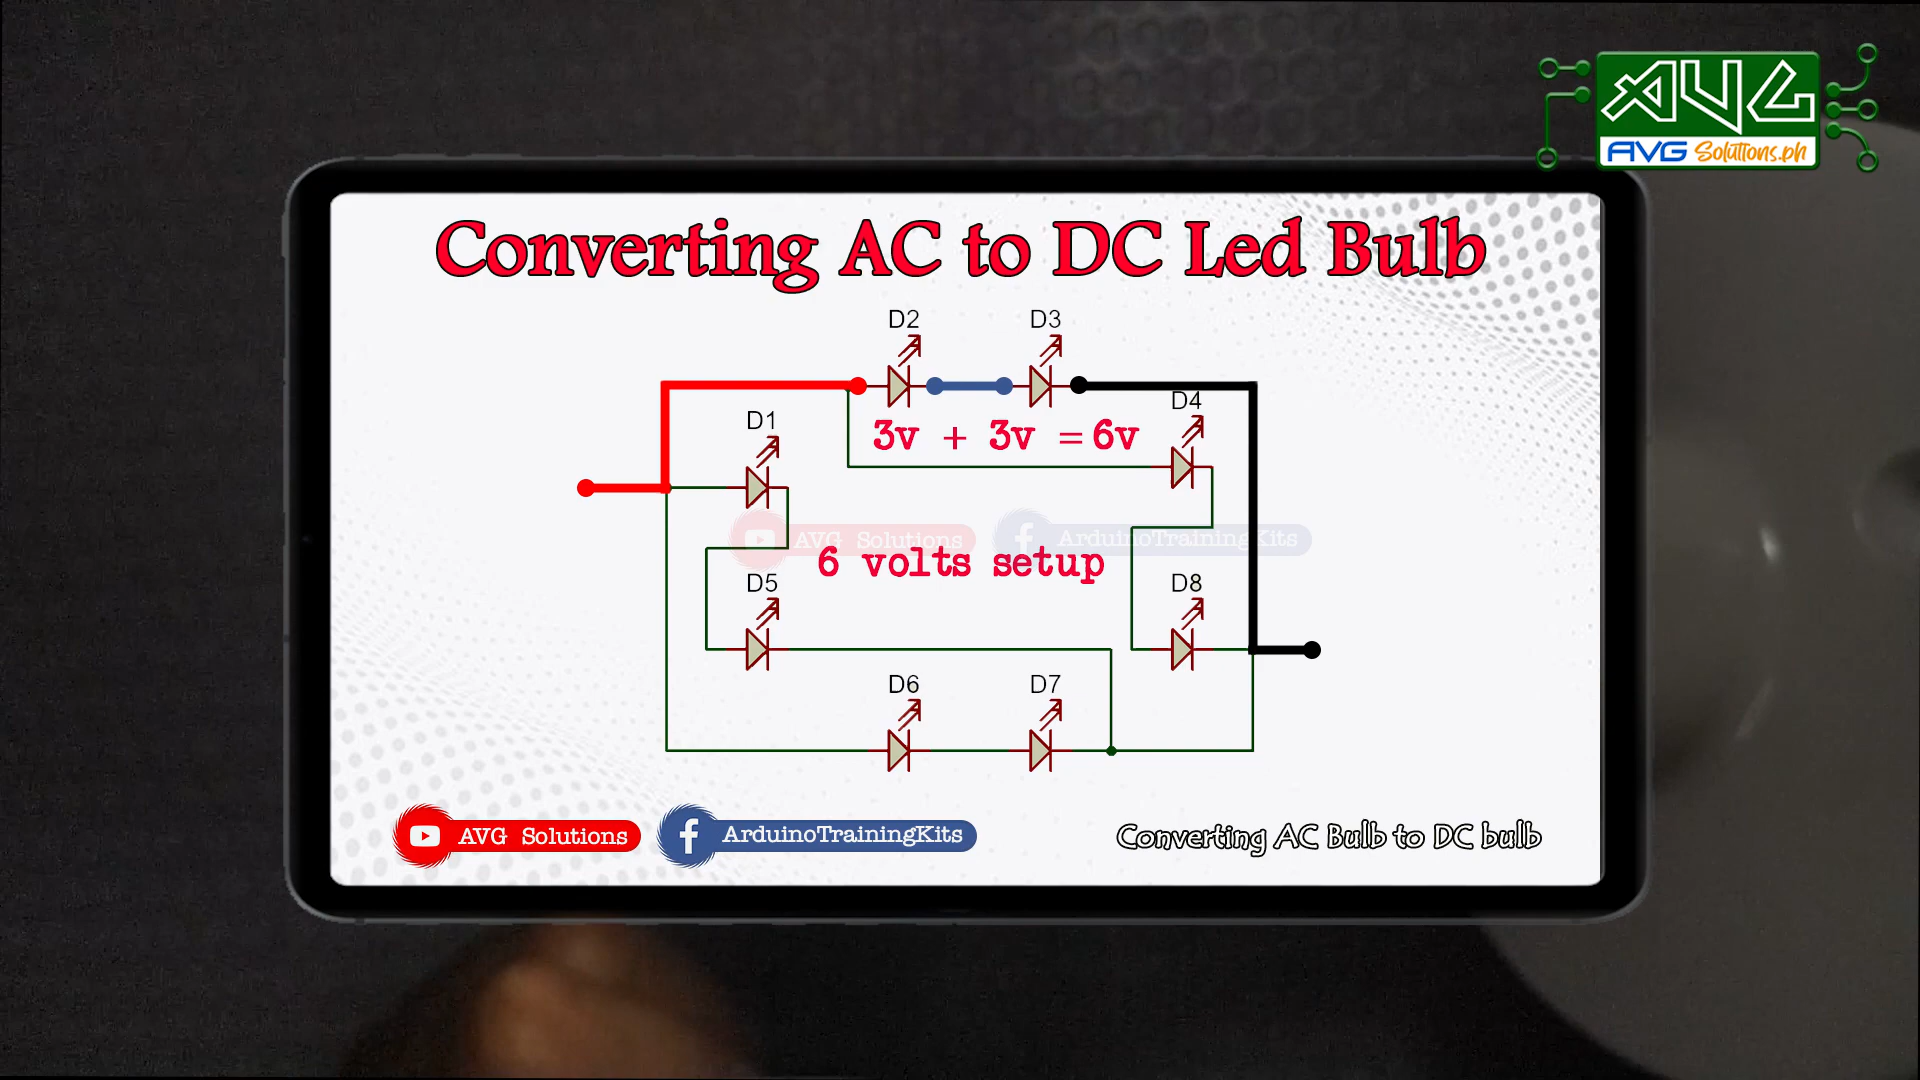 AVG
AVG Solutions.ph
Converting AC to DC Led Bulb
D2
D3
D4
3v + 3v = 6v
D1
AVG Solutions
ArduinoTrainingKits
6 volts setup
D5
D8
D6
D7
AVG Solutions
ArduinoTrainingKits
Converting AC Bulb to DC bulb